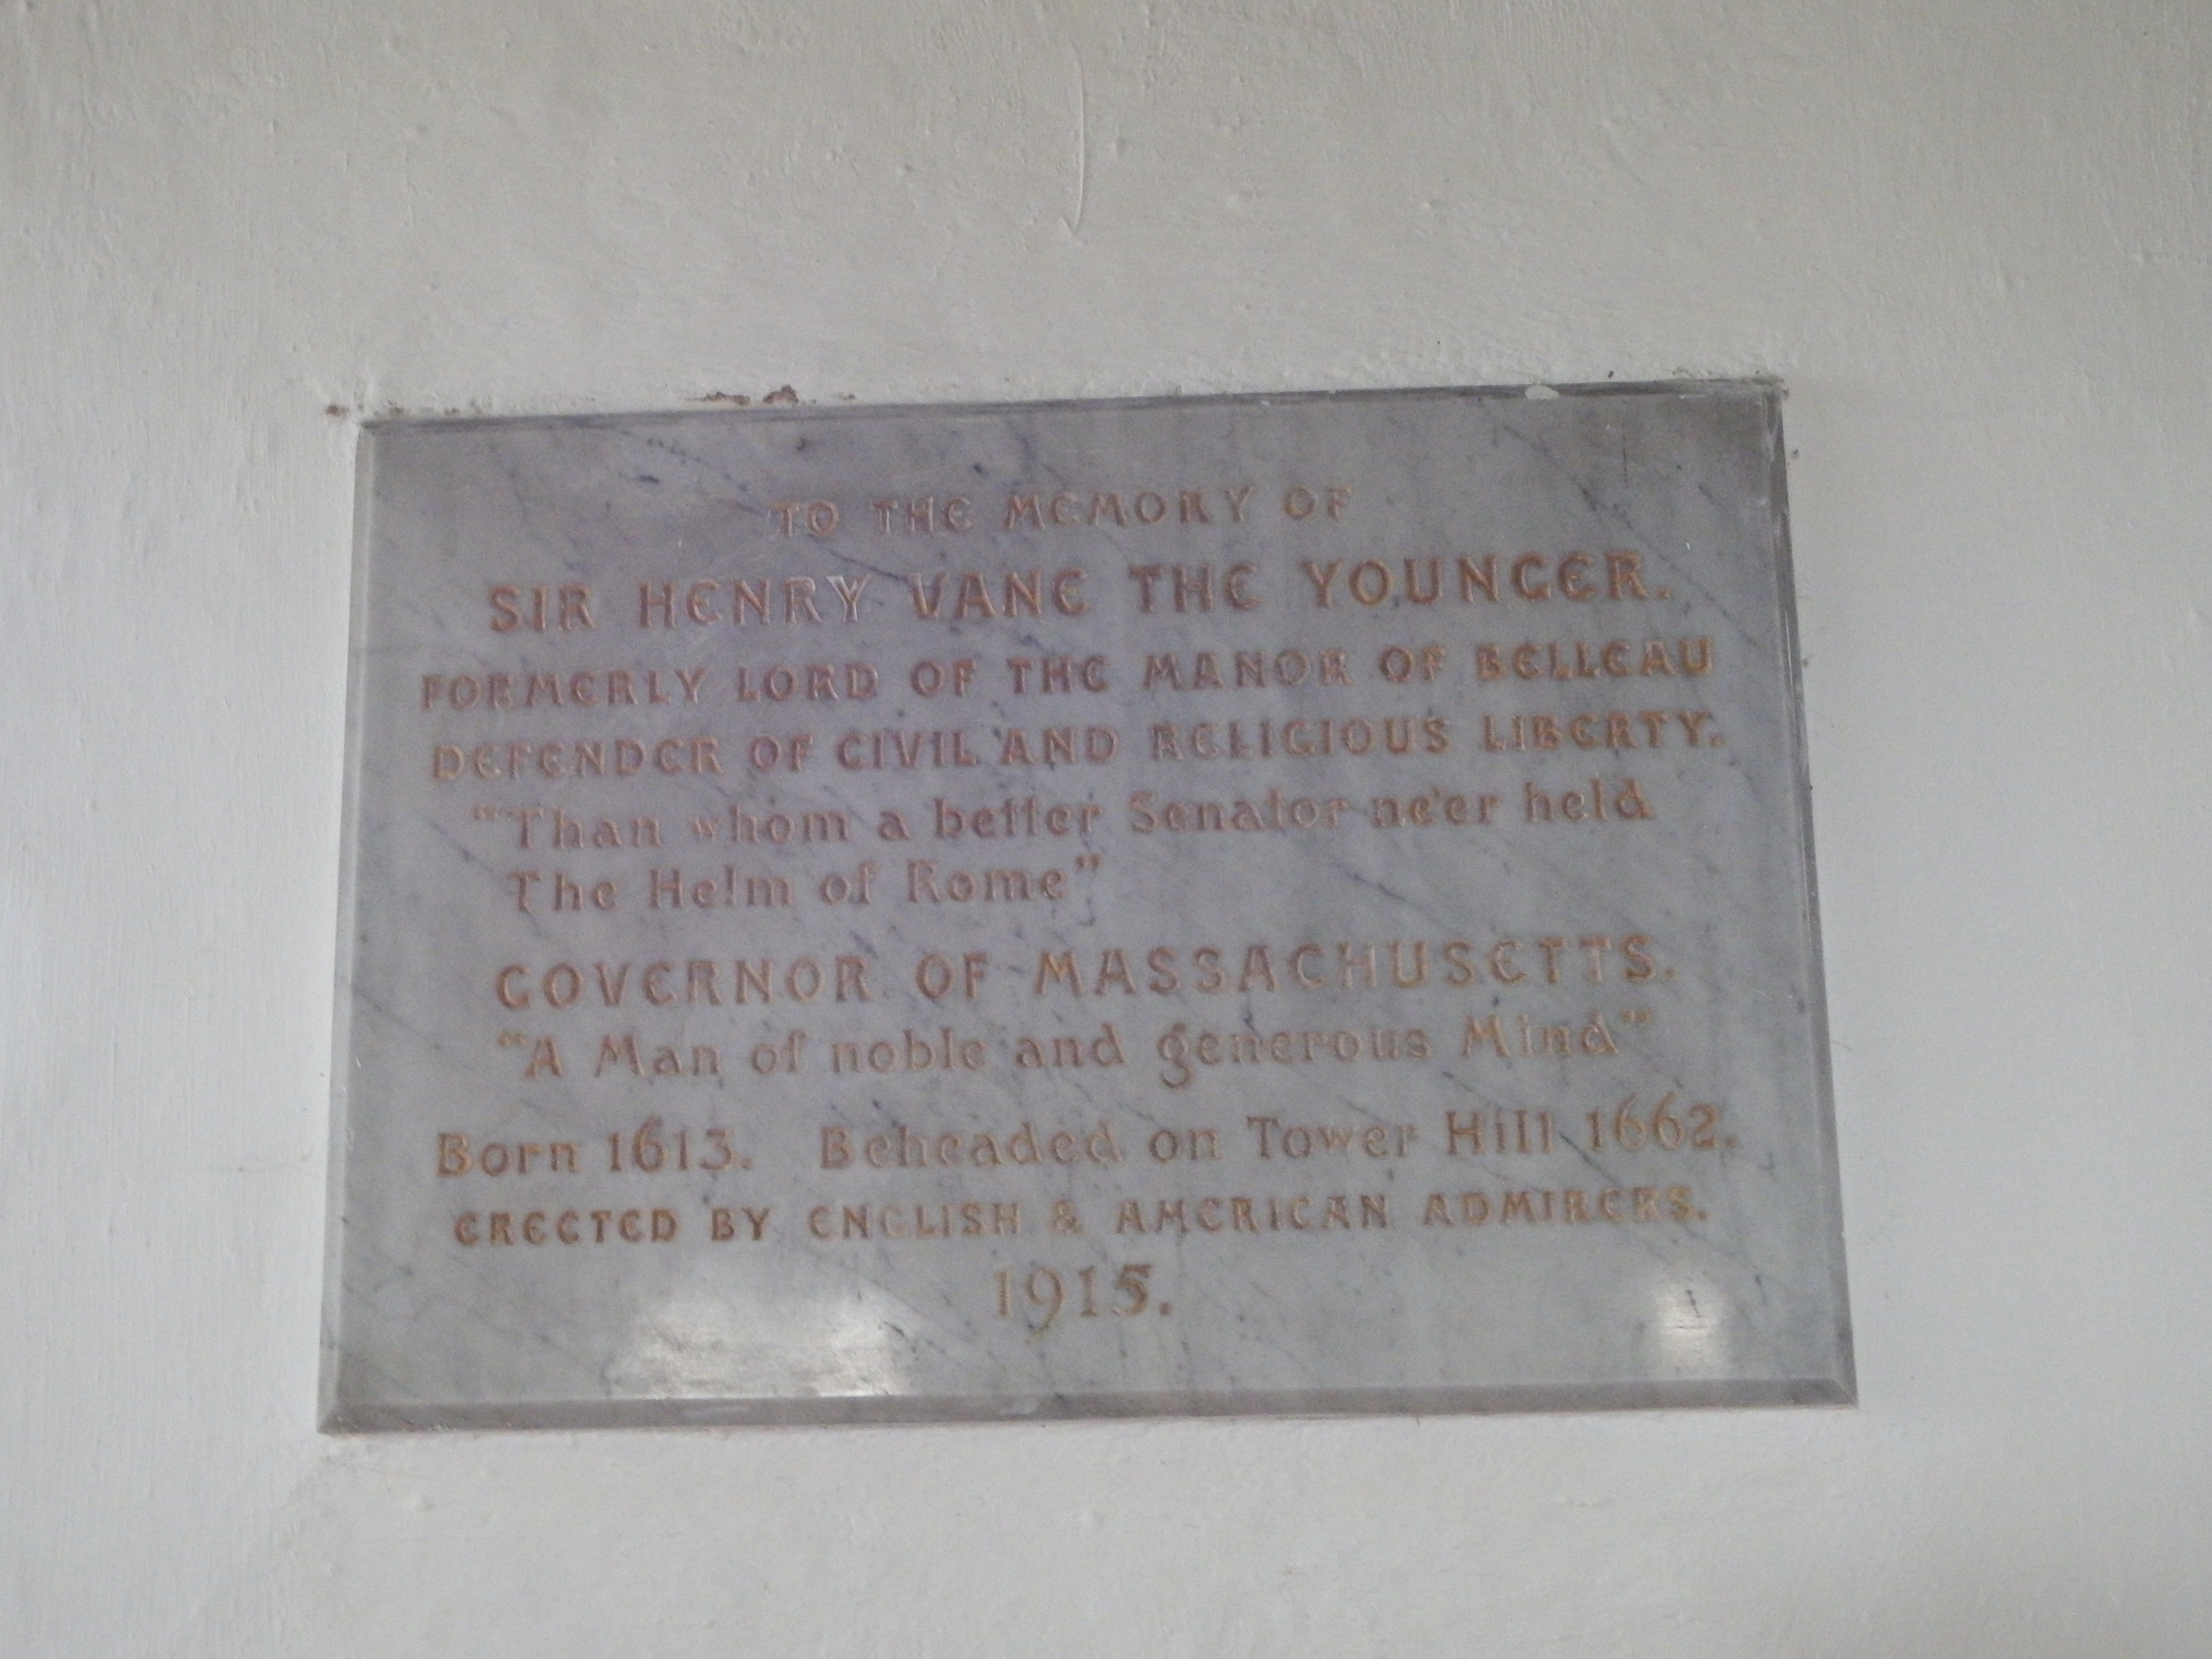 TO THE MEMORY OF
SIR HENRY VANE THE YOUNGER.
FORMERLY LORD OF THE MANOR OF BELLEAU
DEFENDER OF CIVIL AND RELIGIOUS LIBERTY.
"Than whom a better Senator ne'er held
The Helm of Rome"
GOVERNOR OF MASSACHUSETTS.
"A Man of noble and generous Mind"
Born 1613. Beheaded on Tower Hill 1662.
ERECTED BY ENGLISH & AMERICAN ADMIRERS.
1915.